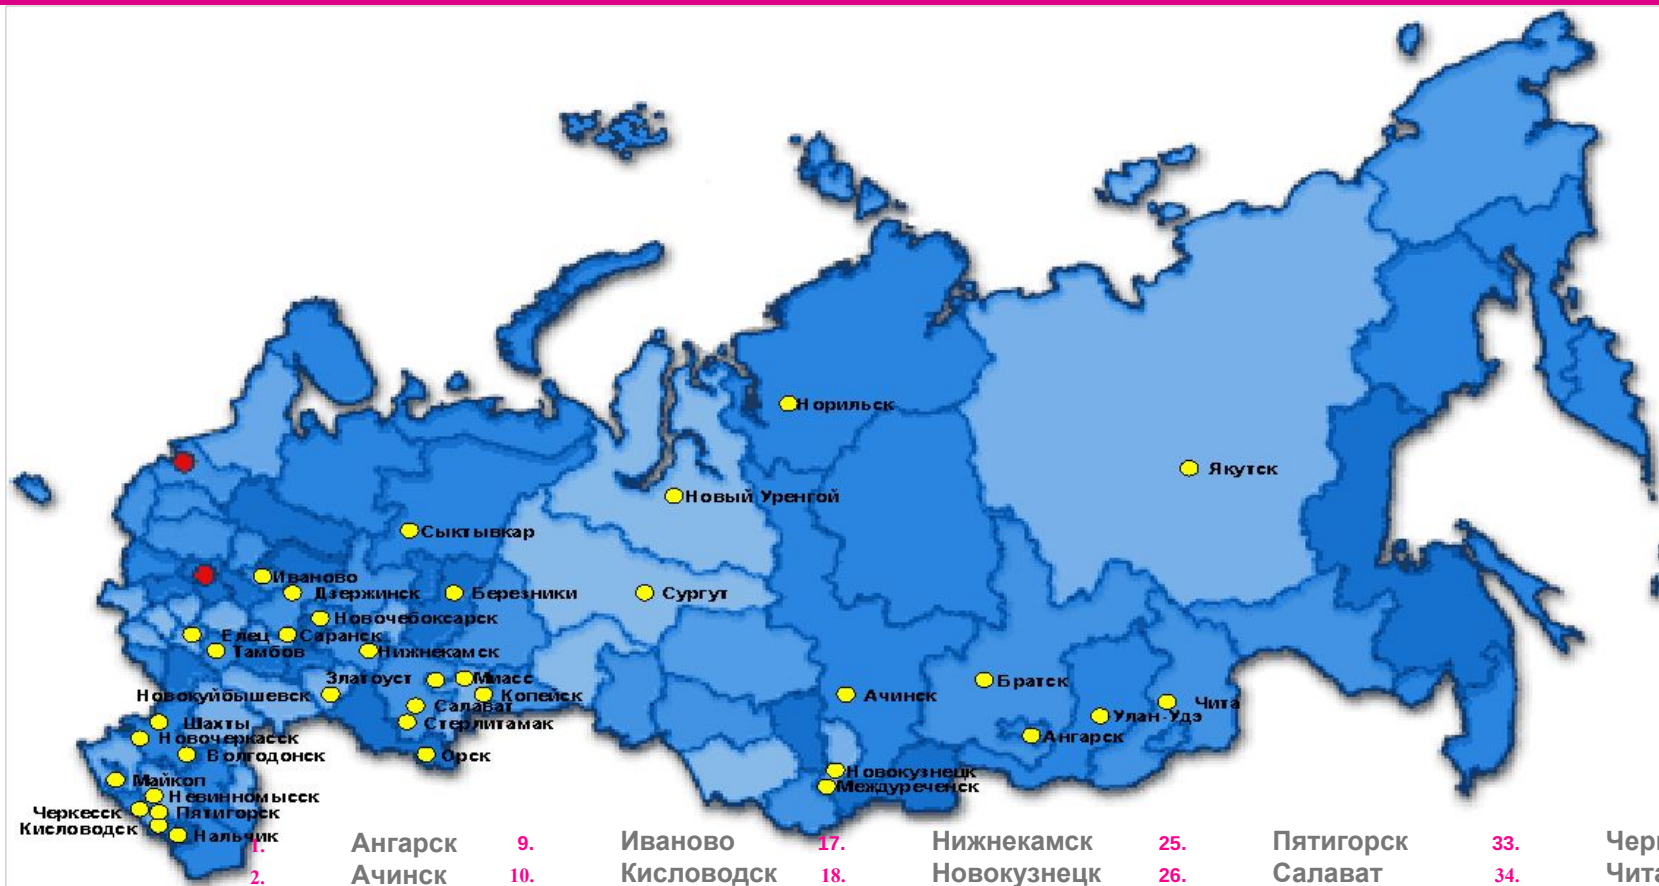 Норильск
Якутск
Новый Уренгой
Сыктывкар
Иваново
Дзержинск
Березники
Сургут
Новочебоксарск
Елец
Саранск
Тамбов
Нижнекамск
Златоуст
Миасс
Братск
Новокуйбышевск
Копейск
Ачинск
Чита
Салават
Улан-Удэ
Шахты
Стерлитамак
Новочеркасск
Ангарск
Волгодонск
Орск
Майкоп
Новокузнецк
Невинномысск
Междуреченск
Черкесск
Пятигорск
Кисловодск
Нальчик
1. Ангарск 9. Иваново 17. Нижнекамск 25. Пятигорск 33.
2. Ачинск 10. Кисловодск 18. Новокузнецк 26. Салават 34. Чита